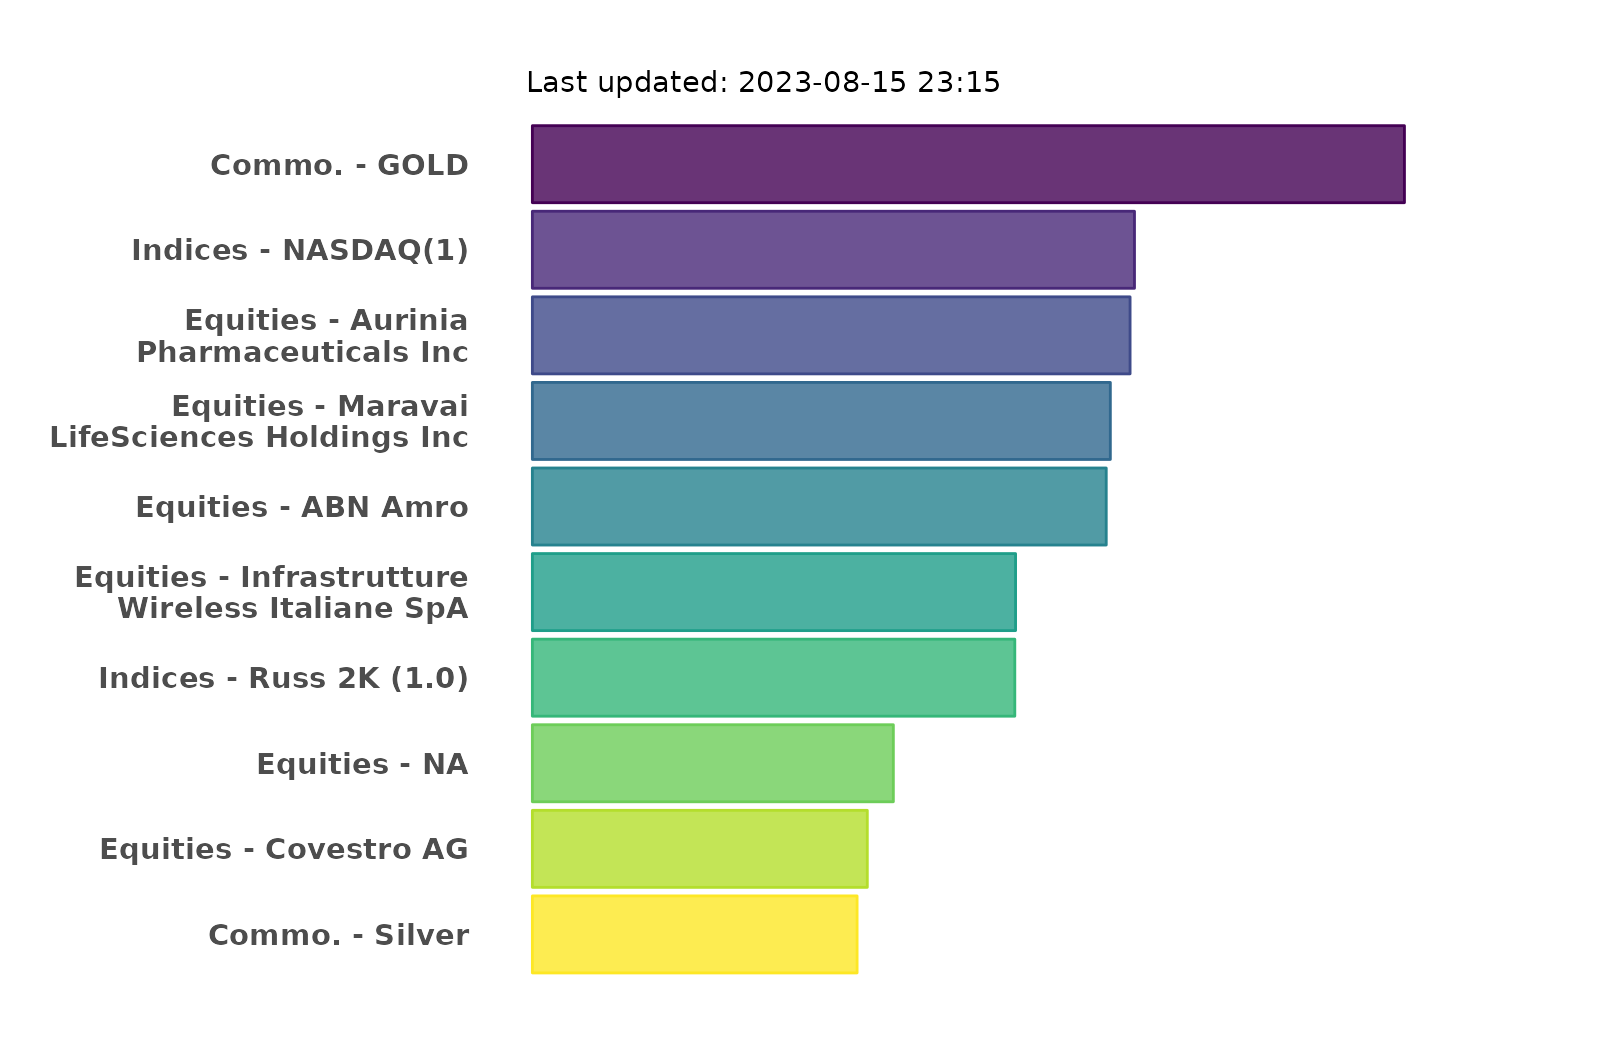 Last updated: 2023-08-15 23:15
Commo. - GOLD
Indices - NASDAQ(1)
Equities - Aurinia
Pharmaceuticals Inc
Equities - Maravai
LifeSciences Holdings Inc
Equities - ABN Amro
Equities - Infrastrutture
Wireless Italiane SpA
Indices - Russ 2K (1.0)
Equities - NA
Equities - Covestro AG
Commo. - Silver